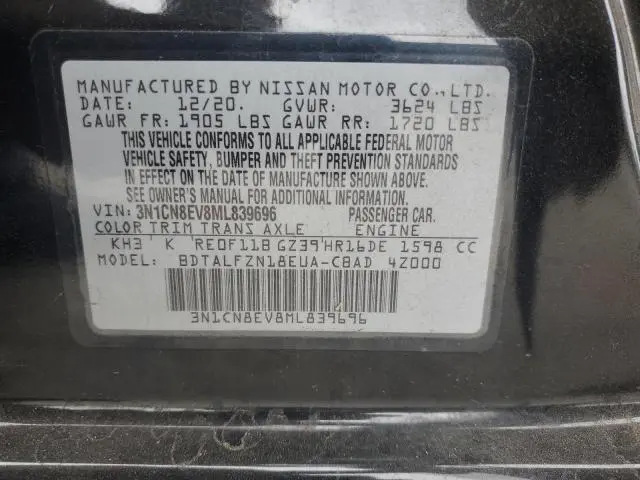 MANUFACTURED BY NISSAN MOTOR CO., LTD.
DATE: 12/20. GVWR: 3624 LBS
GAWR FR: 1905 LBS GAWR RR: 1720 LBS
THIS VEHICLE CONFORMS TO ALL APPLICABLE FEDERAL MOTOR
VEHICLE SAFETY, BUMPER AND THEFT PREVENTION STANDARDS
IN EFFECT ON THE DATE OF MANUFACTURE SHOWN ABOVE.
SEE OWNER'S MANUAL FOR ADDITIONAL INFORMATION.
VIN: 3N1CN8EV8ML839696 PASSENGER CAR.
COLOR TRIM TRANS AXLE ENGINE
KH3 K RE0F11B GZ39 HR16DE 1598 CC
MODEL: BDTALFZN18EUA-CBAD 4Z000
3N1CN8EV8ML839696